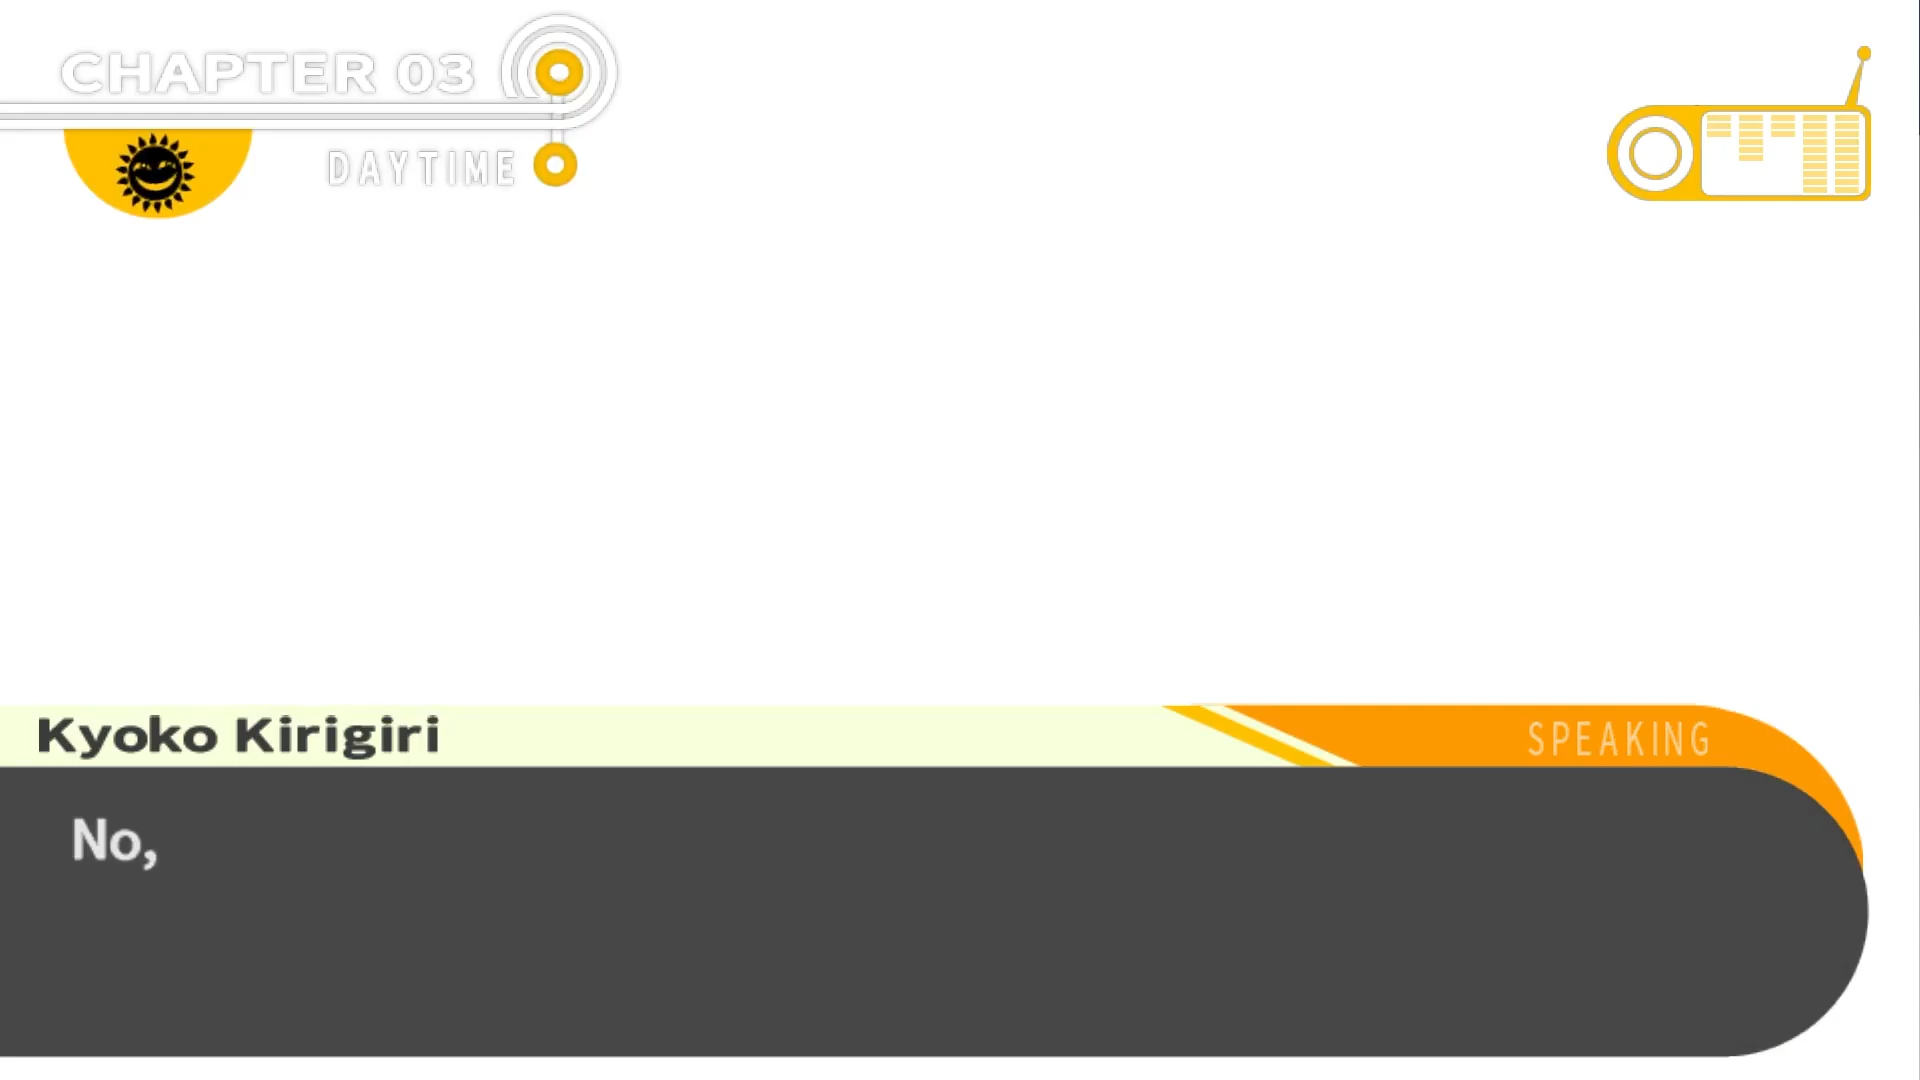 CHAPTER 03
DAYTIME
Kyoko Kirigiri
SPEAKING
No,